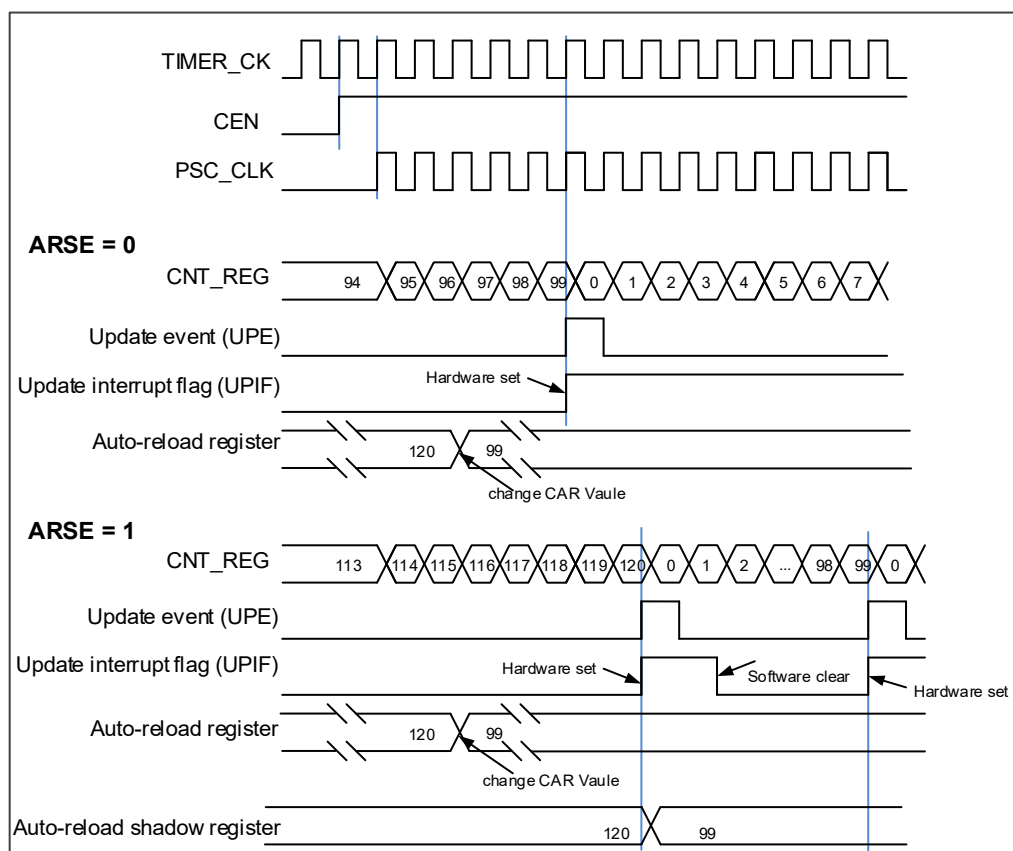 TIMER_CK
CEN
PSC_CLK
ARSE = 0
CNT_REG 94 95 96 97 98 99 0 1 2 3 4 5 6 7
Update event (UPE)
Hardware set
Update interrupt flag (UPIF)
Auto-reload register 120 99
change CAR Vaule
ARSE = 1
CNT_REG 113 114 115 116 117 118 119 120 0 1 2 ... 98 99 0
Update event (UPE)
Update interrupt flag (UPIF) Hardware set Software clear Hardware set
Auto-reload register 120 99
change CAR Vaule
Auto-reload shadow register 120 99